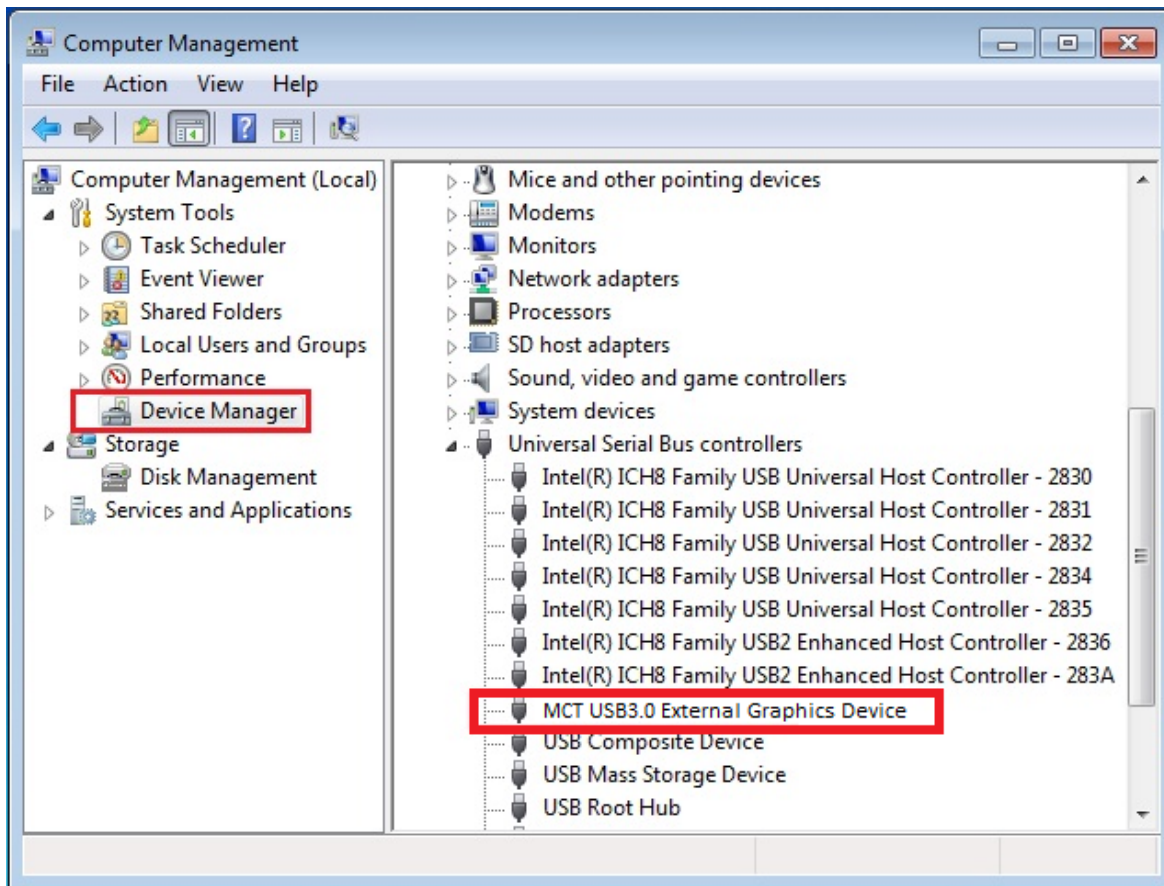 Computer Management
File Action View Help
Computer Management (Local)
System Tools
Task Scheduler
Event Viewer
Shared Folders
Local Users and Groups
Performance
Device Manager
Storage
Disk Management
Services and Applications
Mice and other pointing devices
Modems
Monitors
Network adapters
Processors
SD host adapters
Sound, video and game controllers
System devices
Universal Serial Bus controllers
Intel(R) ICH8 Family USB Universal Host Controller - 2830
Intel(R) ICH8 Family USB Universal Host Controller - 2831
Intel(R) ICH8 Family USB Universal Host Controller - 2832
Intel(R) ICH8 Family USB Universal Host Controller - 2834
Intel(R) ICH8 Family USB Universal Host Controller - 2835
Intel(R) ICH8 Family USB2 Enhanced Host Controller - 2836
Intel(R) ICH8 Family USB2 Enhanced Host Controller - 283A
MCT USB3.0 External Graphics Device
USB Composite Device
USB Mass Storage Device
USB Root Hub